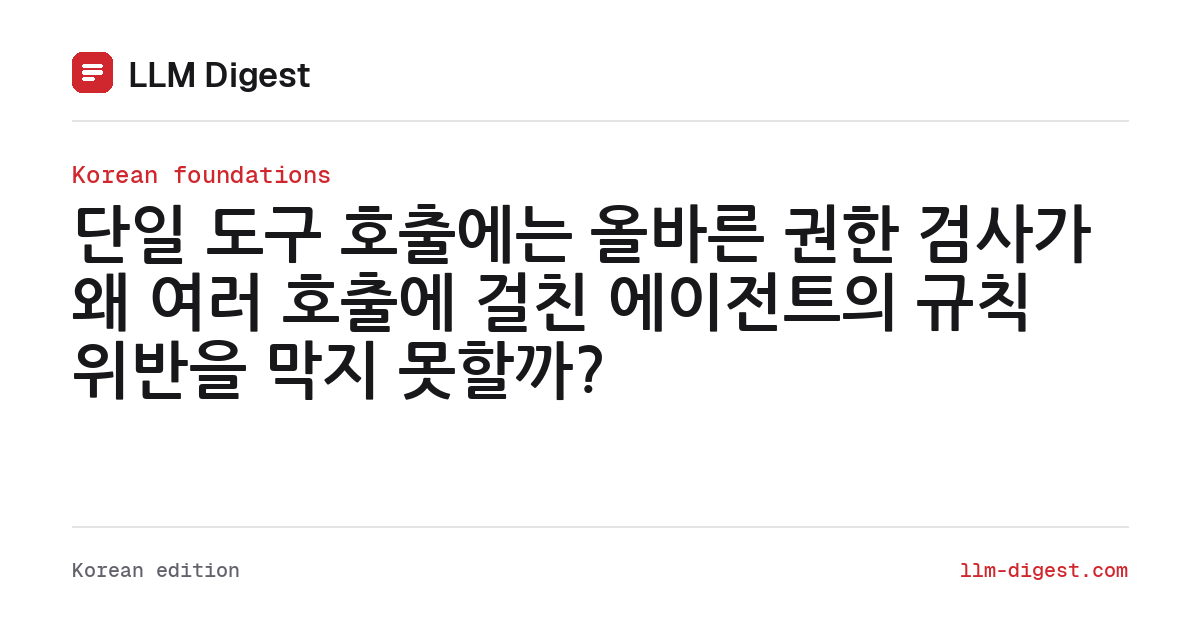 LLM Digest
Korean foundations
단일 도구 호출에는 올바른 권한 검사가
왜 여러 호출에 걸친 에이전트의 규칙
위반을 막지 못할까?
Korean edition
llm-digest.com